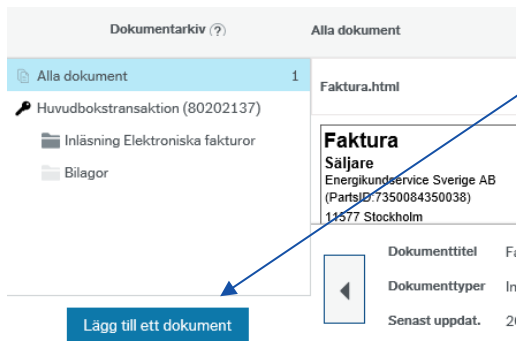 Dokumentarkiv (?)
Alla dokument
Alla dokument 1
Huvudbokstransaktion (80202137)
Inläsning Elektroniska fakturor
Bilagor
Lägg till ett dokument
Faktura.html
Faktura
Säljare
Energikundservice Sverige AB
(PartsID:7350084350038)
11577 Stockholm
Dokumenttitel
Dokumenttyper
Senast uppdat.